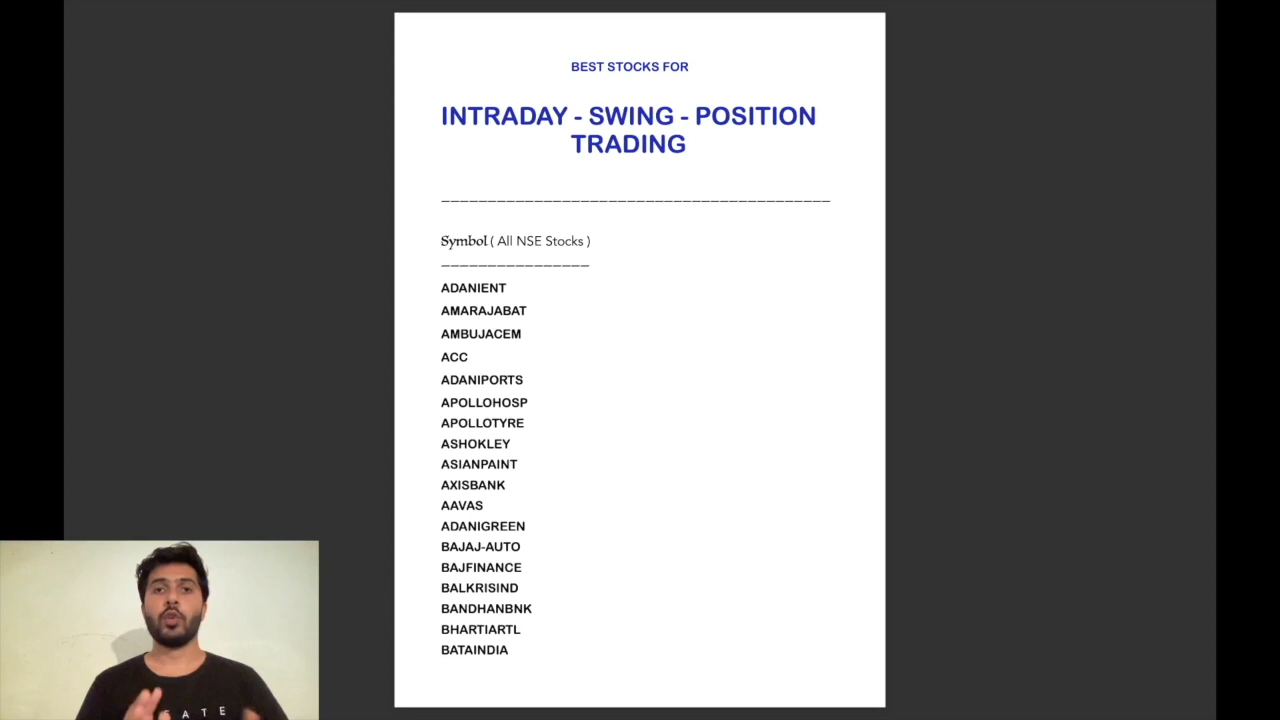 BEST STOCKS FOR
INTRADAY - SWING - POSITION
TRADING
Symbol ( All NSE Stocks )
ADANIENT
AMARAJABAT
AMBUJACEM
ACC
ADANIPORTS
APOLLOHOSP
APOLLOTYRE
ASHOKLEY
ASIANPAINT
AXISBANK
AAVAS
ADANIGREEN
BAJAJ-AUTO
BAJFINANCE
BALKRISIND
BANDHANBNK
BHARTIARTL
BATAINDIA